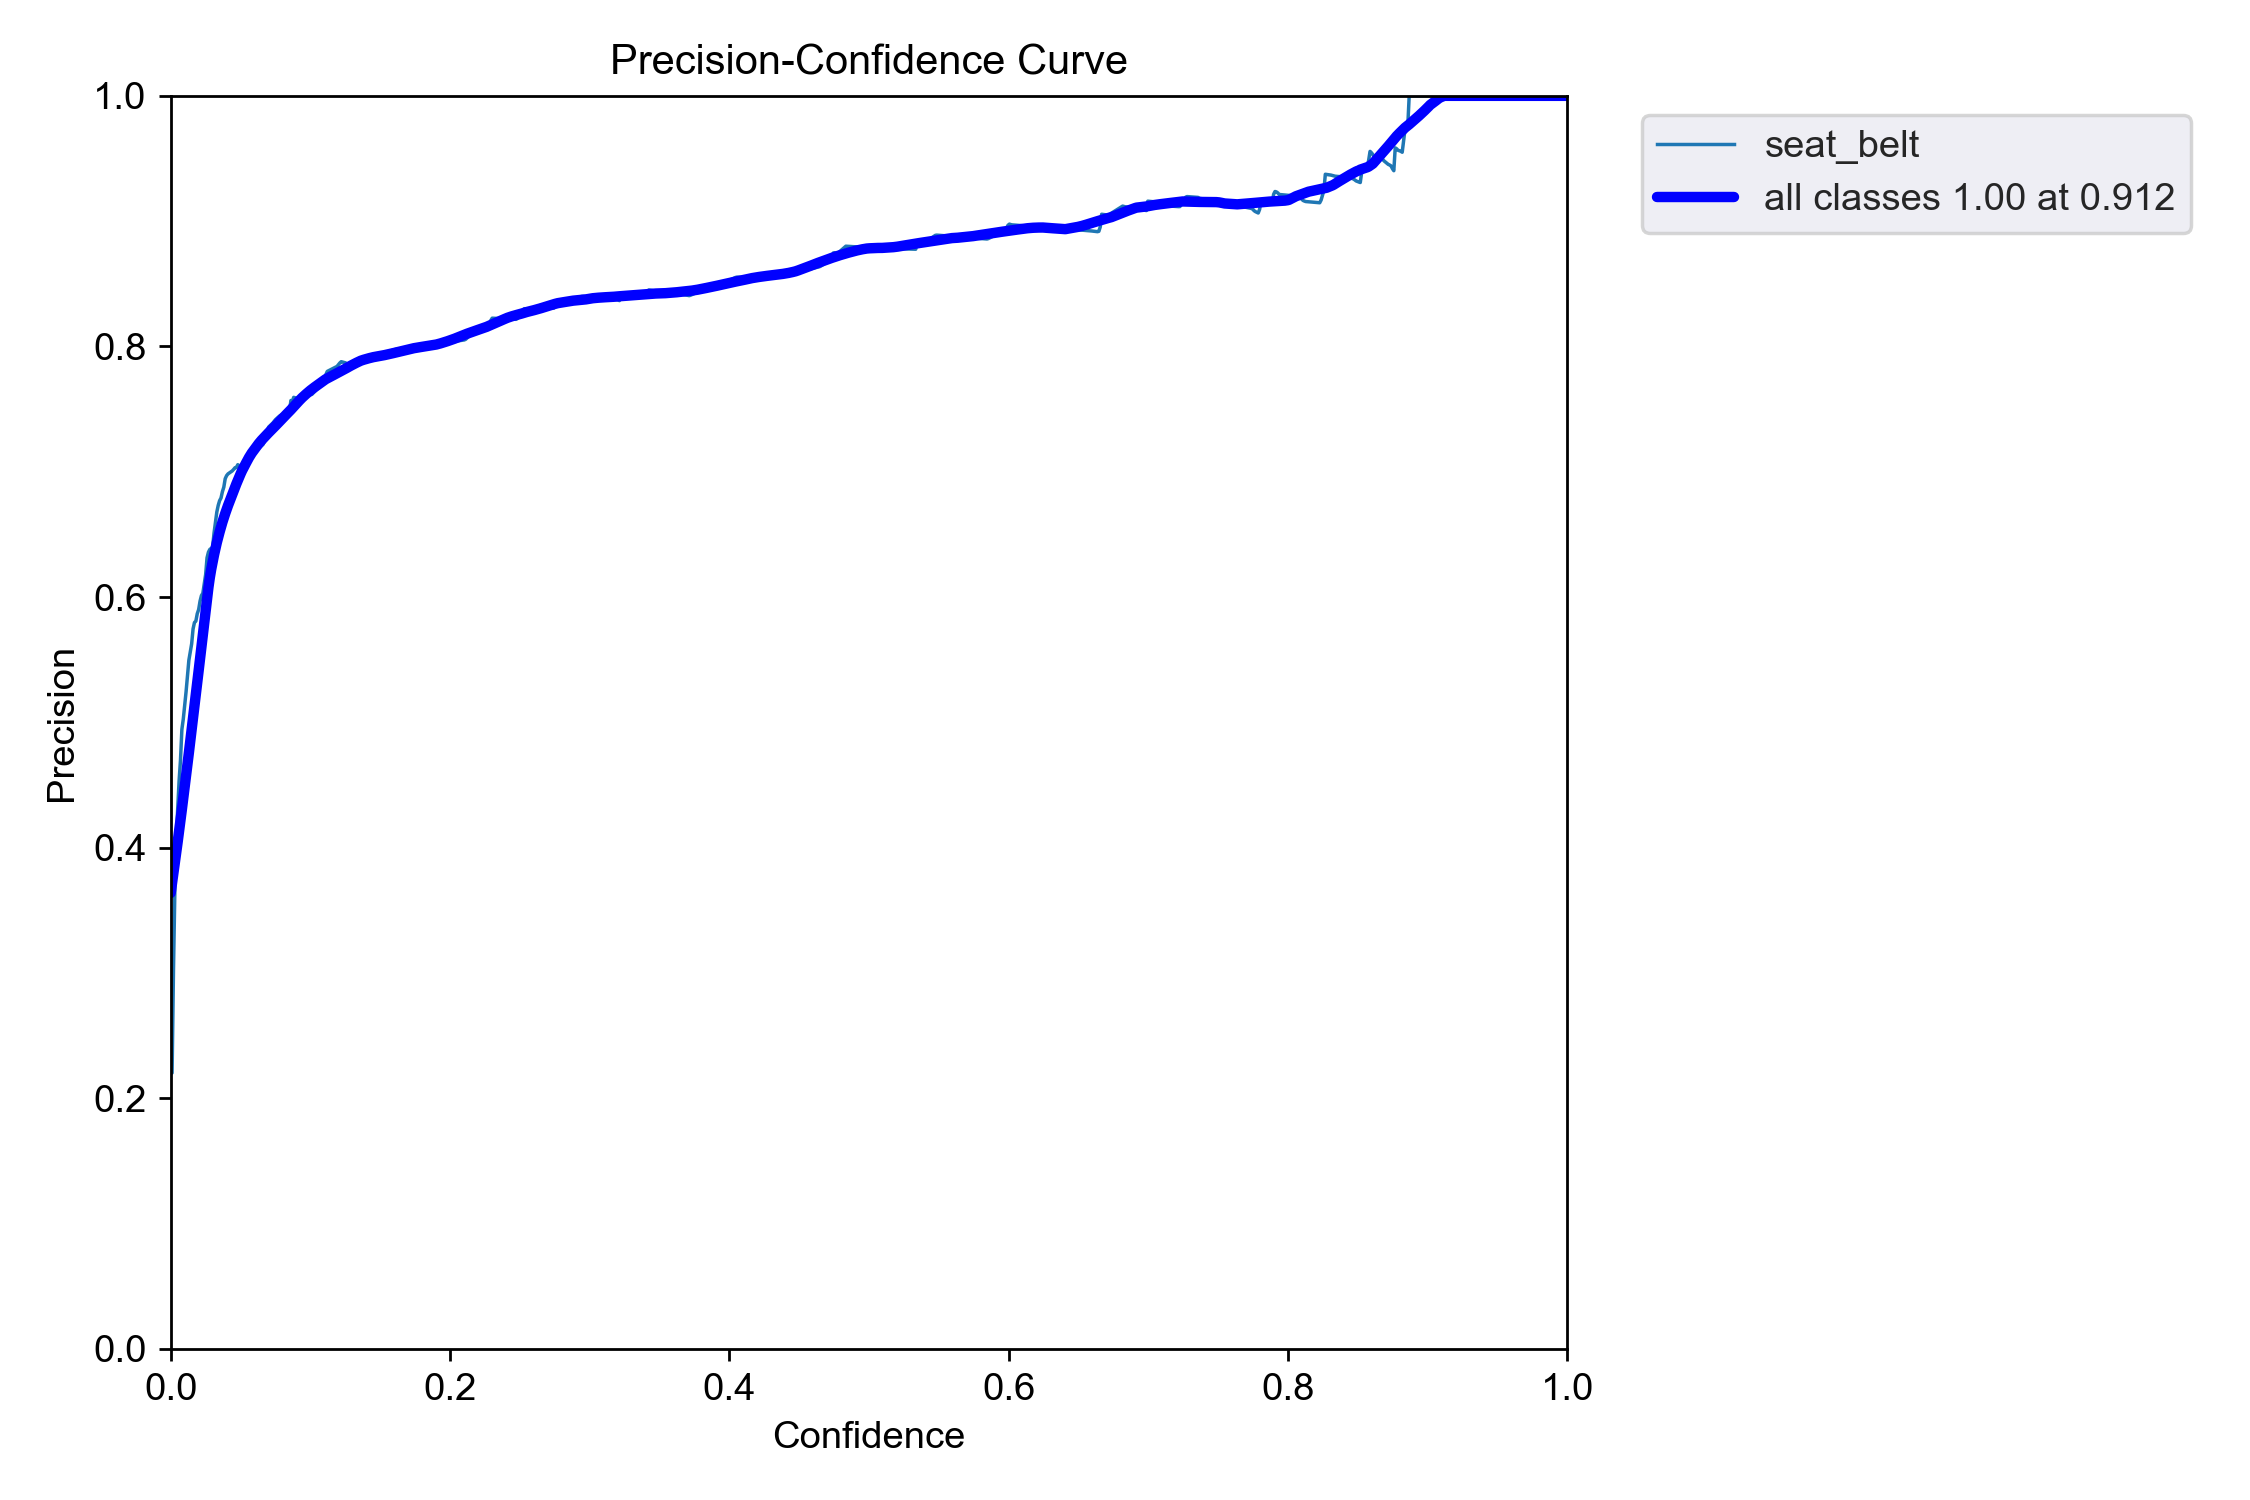 Precision-Confidence Curve
1.0
0.8
0.6
0.4
0.2
0.0
Precision
0.0 0.2 0.4 0.6 0.8 1.0
Confidence
seat_belt
all classes 1.00 at 0.912